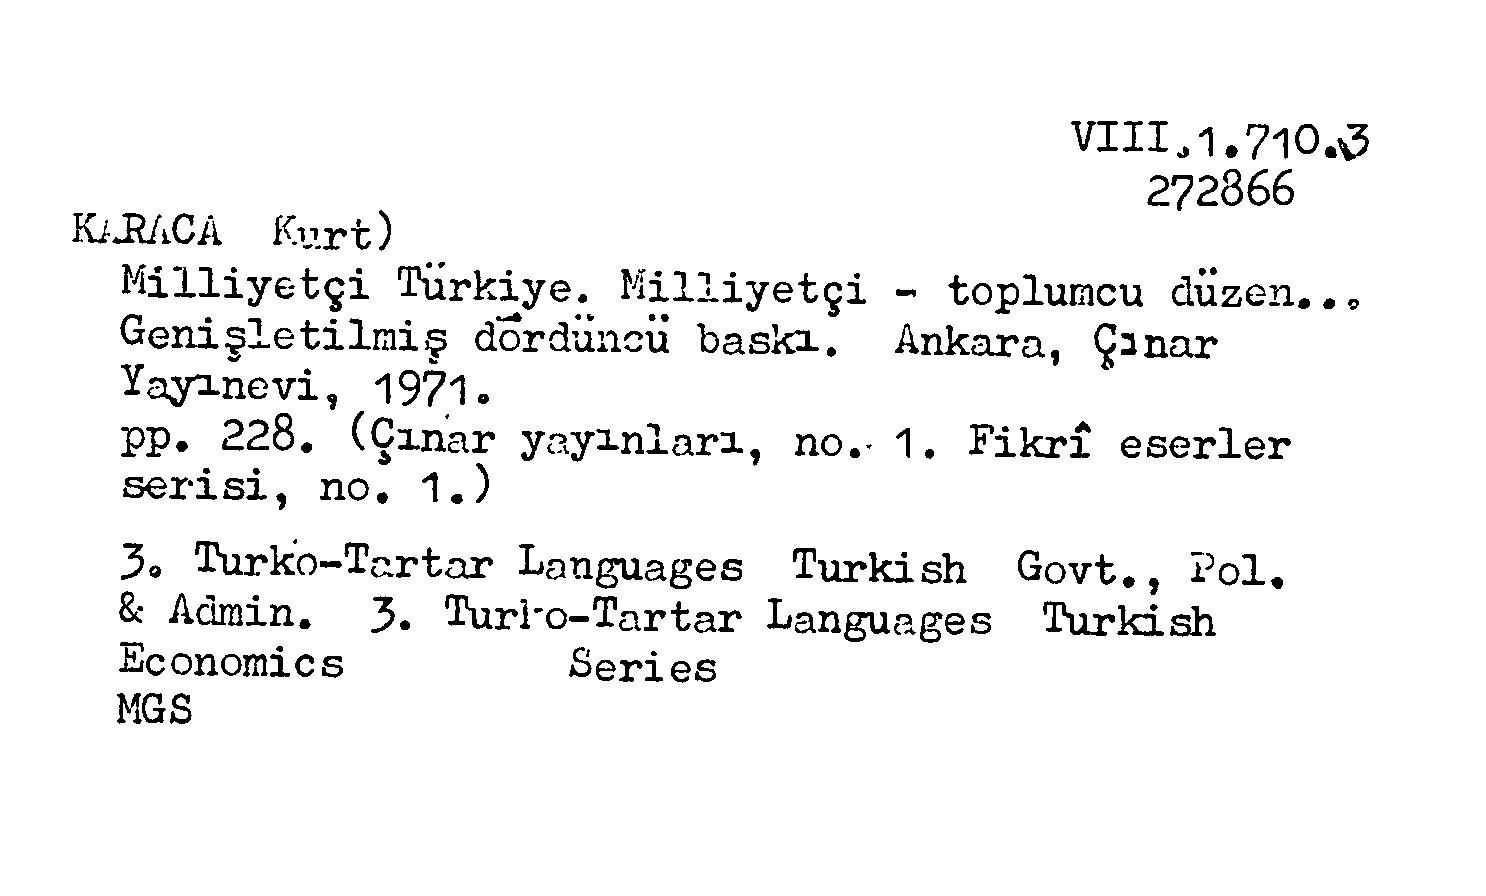 VIII.1.710.3
272866
KARACA Kurt)
Milliyetçi Türkiye. Milliyetçi - toplumcu düzen...
Genişletilmiş dördüncü baskı. Ankara, Çınar
Yayınevi, 1971.
pp. 228. (Çınar yayınları, no. 1. Fikrî eserler
serisi, no. 1.)
3. Turko-Tartar Languages Turkish Govt., Pol.
& Admin. 3. Turko-Tartar Languages Turkish
Economics Series
MGS